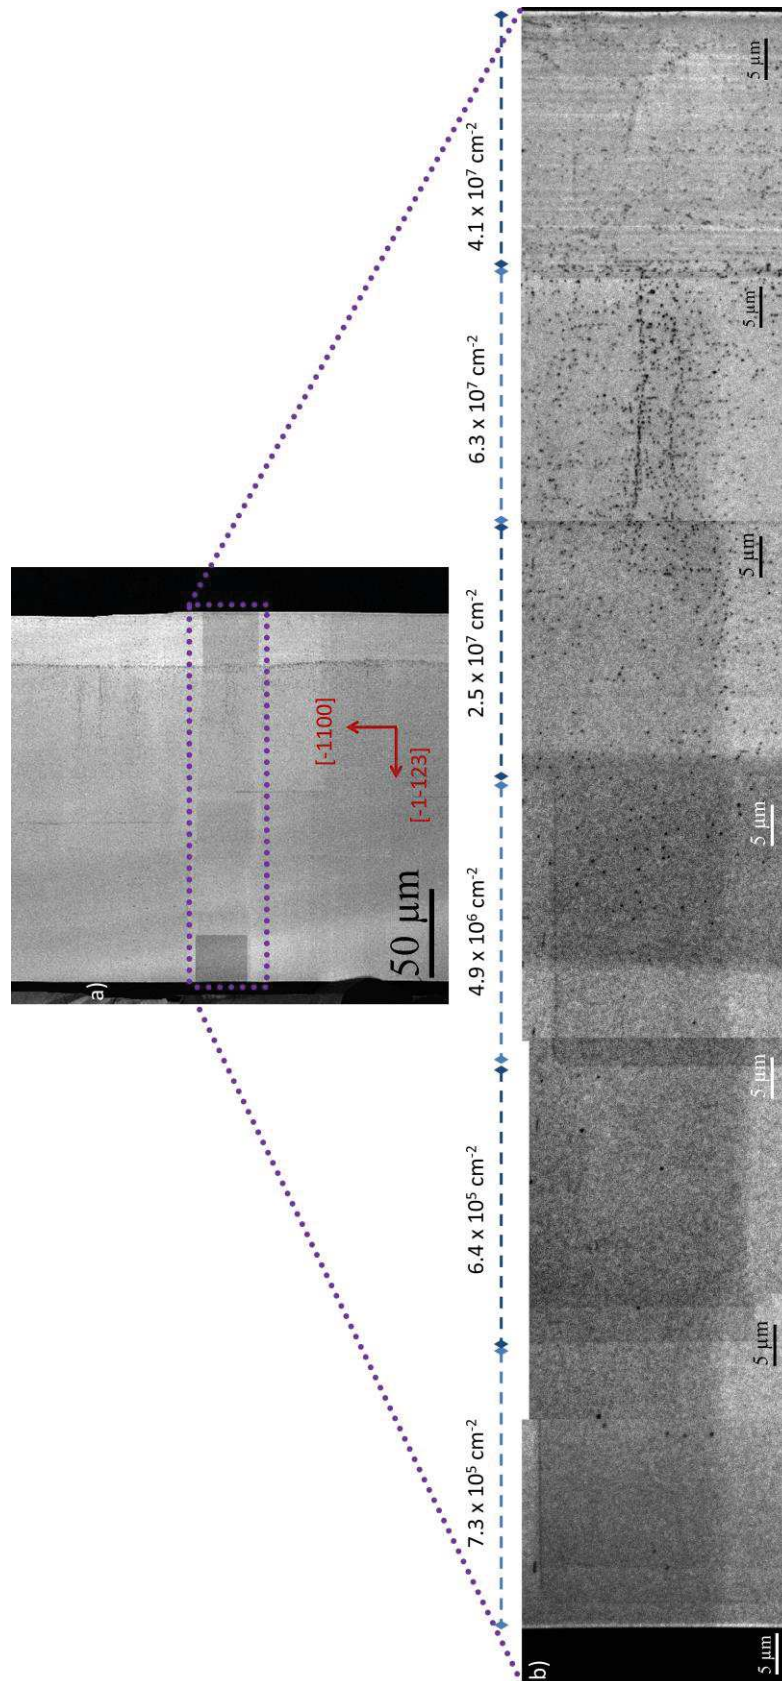 a)
[-1100]
[-1-123]
50 μm
7.3 x 10⁵ cm⁻²
6.4 x 10⁵ cm⁻²
4.9 x 10⁶ cm⁻²
2.5 x 10⁷ cm⁻²
6.3 x 10⁷ cm⁻²
4.1 x 10⁷ cm⁻²
b)
5 μm
5 μm
5 μm
5 μm
5 μm
5 μm
5 μm